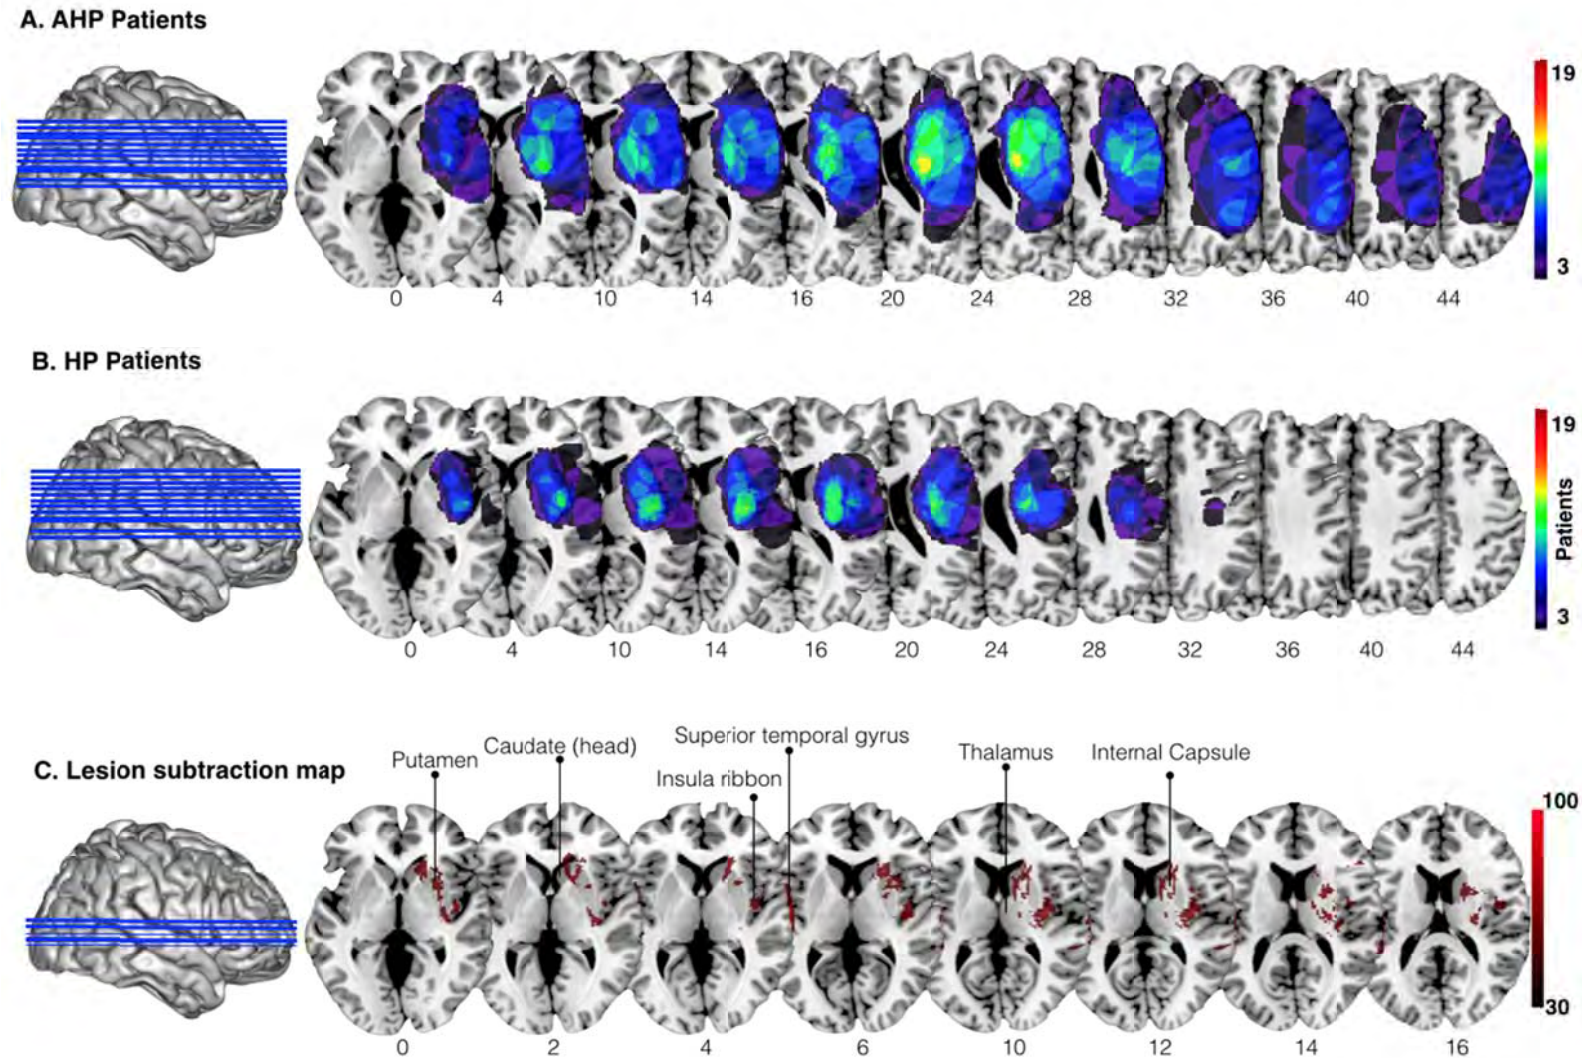 A. AHP Patients
19
3
0 4 10 14 16 20 24 28 32 36 40 44
B. HP Patients
19
Patients
3
0 4 10 14 16 20 24 28 32 36 40 44
Superior temporal gyrus
Caudate (head)
Thalamus
Internal Capsule
Putamen
C. Lesion subtraction map
Insula ribbon
100
30
0 2 4 6 10 12 14 16